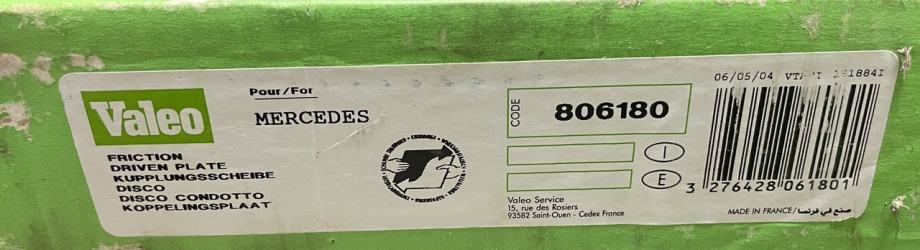 Valeo
FRICTION
DRIVEN PLATE
KUPPLUNGSSCHEIBE
DISCO
DISCO CONDOTTO
KOPPELINGSPLAAT
Pour/For
MERCEDES
CODE
806180
I
E
Valeo Service
15, rue des Rosiers
93582 Saint-Ouen - Cedex France
06/05/04
3 276428 061801
MADE IN FRANCE/صنع في فرنسا